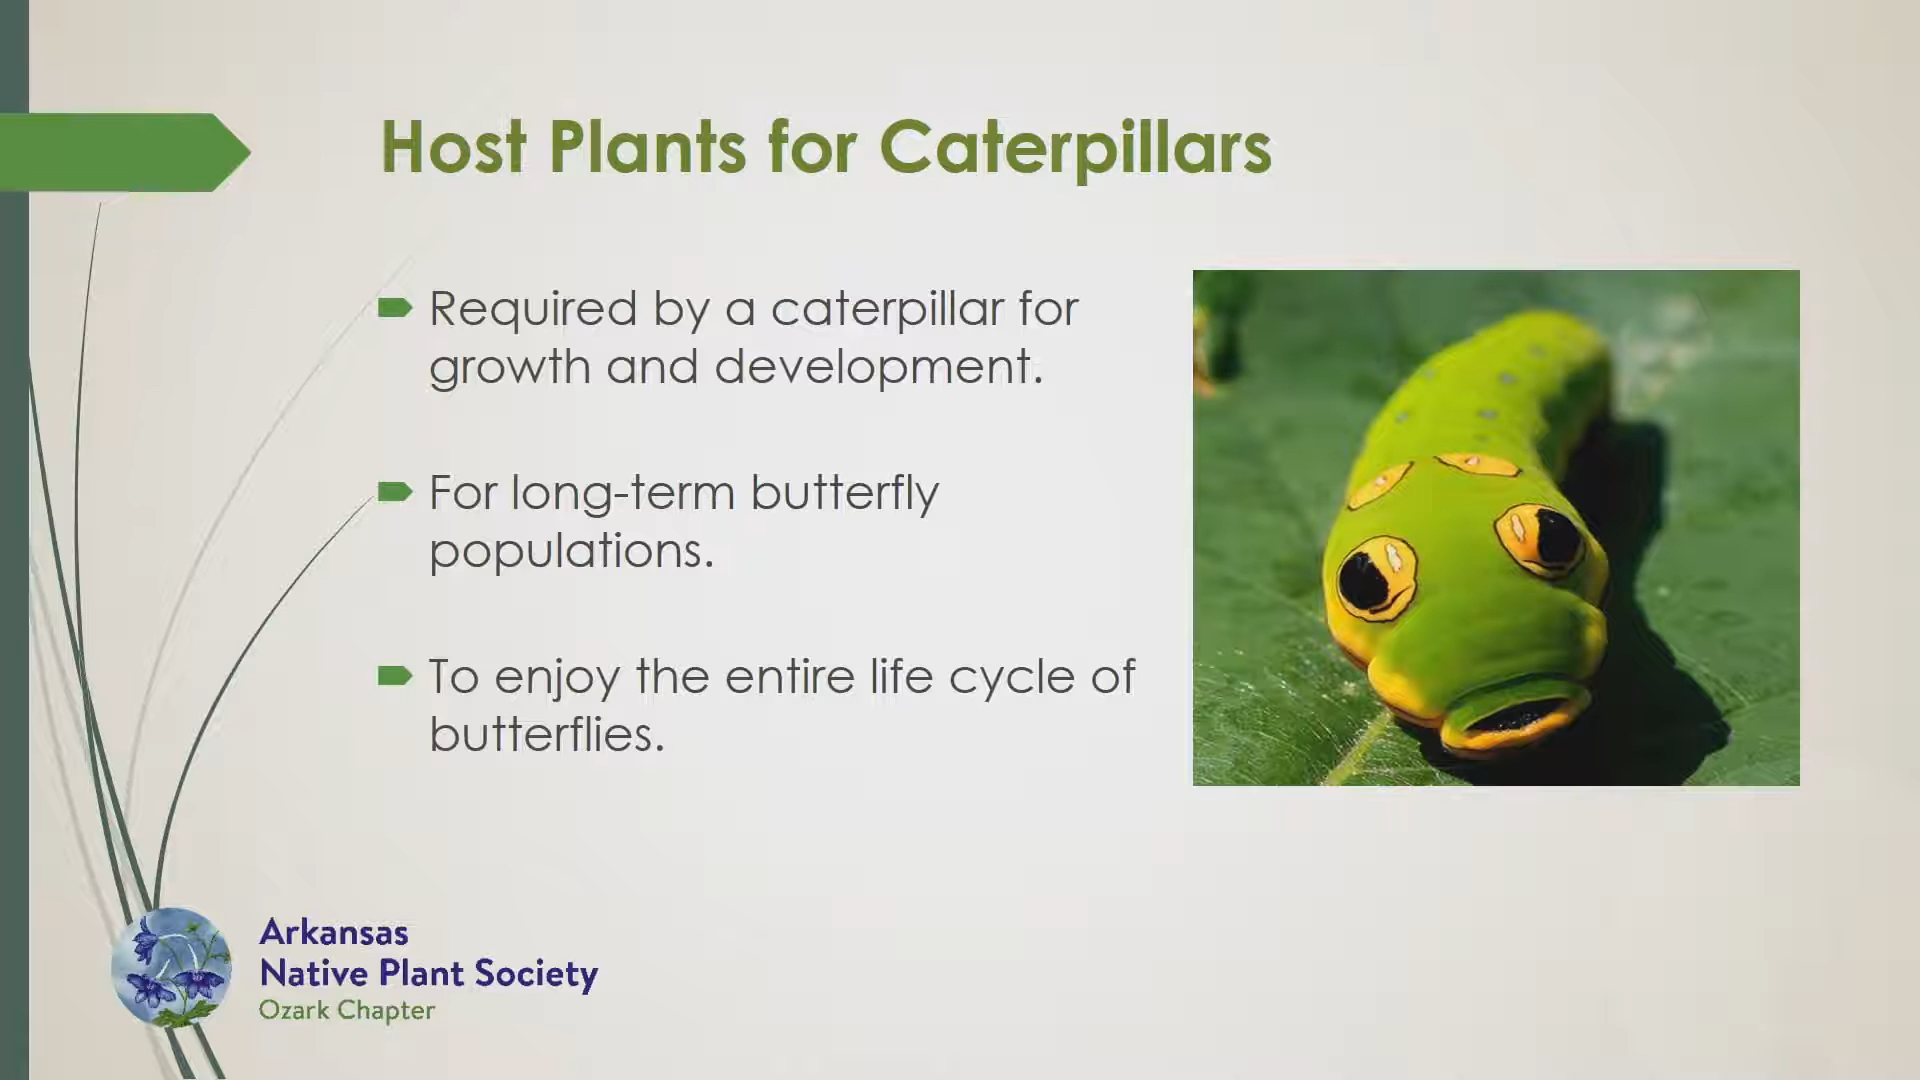 Host Plants for Caterpillars
Required by a caterpillar for
growth and development.
For long-term butterfly
populations.
To enjoy the entire life cycle of
butterflies.
Arkansas
Native Plant Society
Ozark Chapter